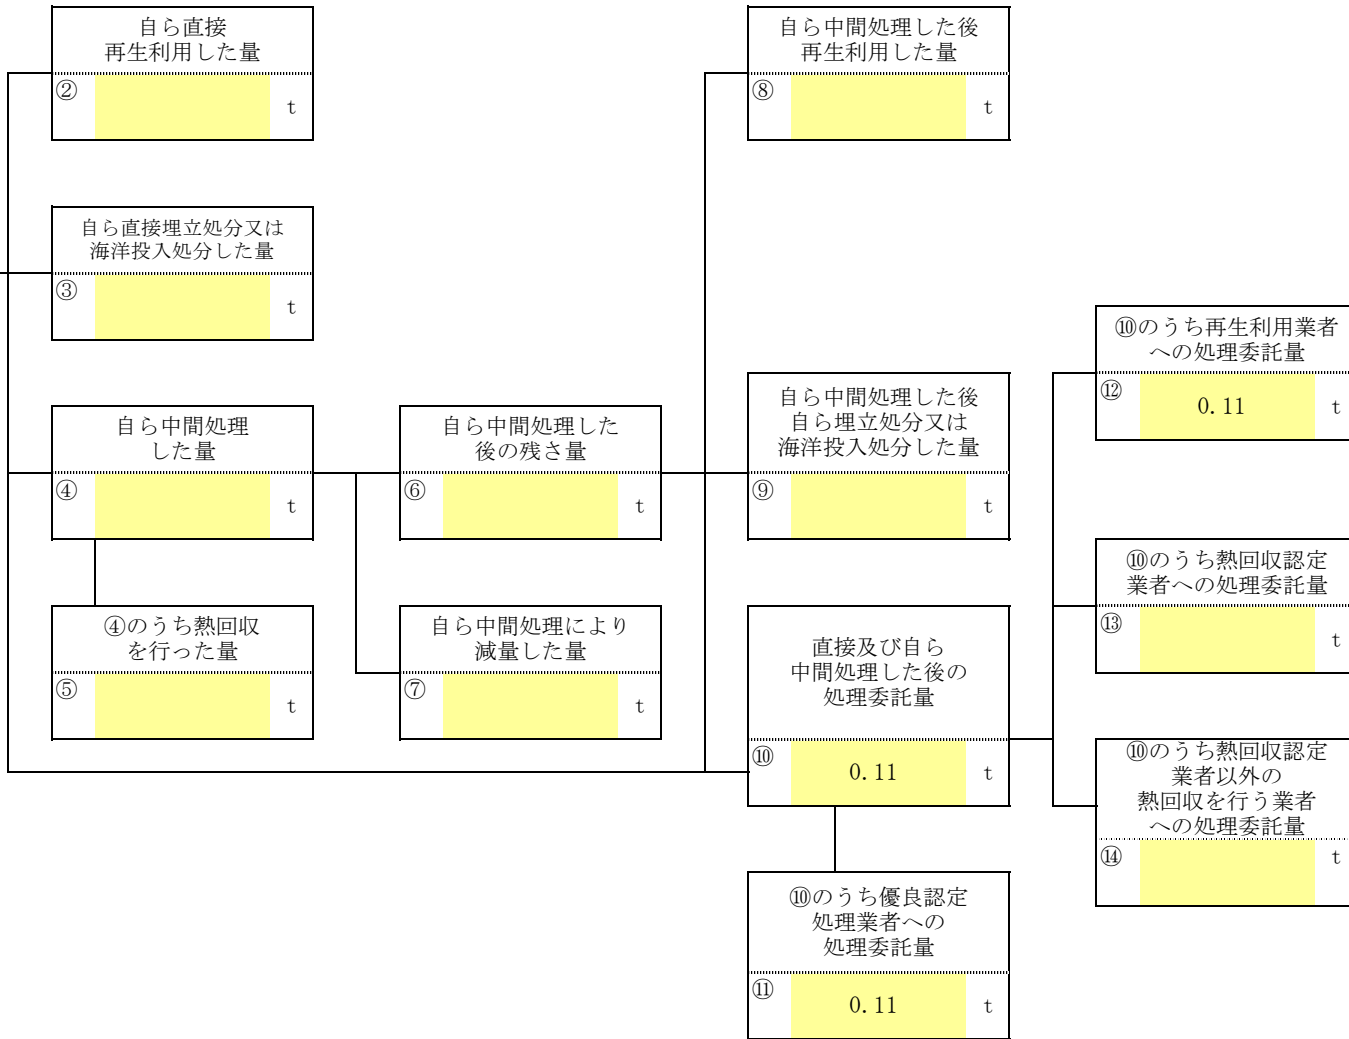 自ら直接
再生利用した量
②
t
自ら直接埋立処分又は
海洋投入処分した量
③
t
自ら中間処理
した量
④
t
④のうち熱回収
を行った量
⑤
t
自ら中間処理した
後の残さ量
⑥
t
自ら中間処理により
減量した量
⑦
t
自ら中間処理した後
再生利用した量
⑧
t
自ら中間処理した後
自ら埋立処分又は
海洋投入処分した量
⑨
t
直接及び自ら
中間処理した後の
処理委託量
⑩
0.11
t
⑩のうち優良認定
処理業者への
処理委託量
⑪
0.11
t
⑩のうち再生利用業者
への処理委託量
⑫
0.11
t
⑩のうち熱回収認定
業者への処理委託量
⑬
t
⑩のうち熱回収認定
業者以外の
熱回収を行う業者
への処理委託量
⑭
t